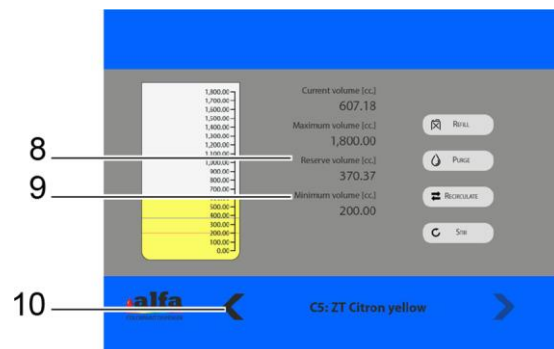 1,800.00
1,700.00
1,600.00
1,500.00
1,400.00
1,300.00
1,200.00
1,100.00
1,000.00
900.00
800.00
700.00
600.00
500.00
400.00
300.00
200.00
100.00
0.00
Current volume [cc.]
607.18
Maximum volume [cc.]
1,800.00
Reserve volume [cc.]
370.37
Minimum volume [cc.]
200.00
Refill
Purge
Recirculate
Stir
8
9
10
alfa
C5: ZT Citron yellow